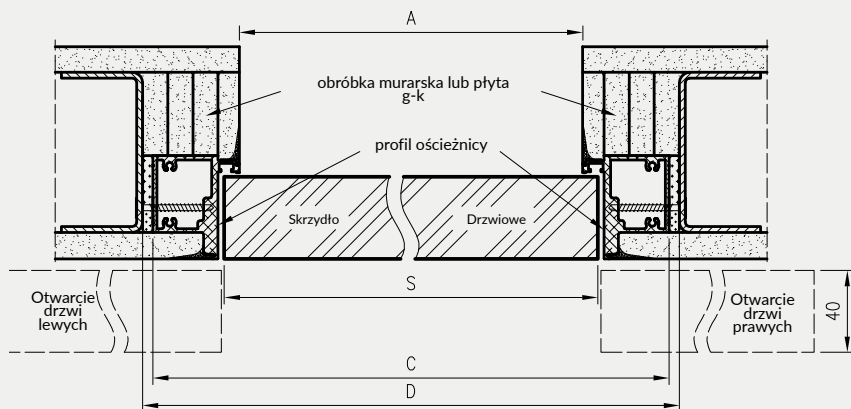 A
obróbka murarska lub płyta
g-k
profil ościeżnicy
Skrzydło
Drzwiowe
S
Otwarcie
drzwi
lewych
Otwarcie
drzwi
prawych
40
C
D